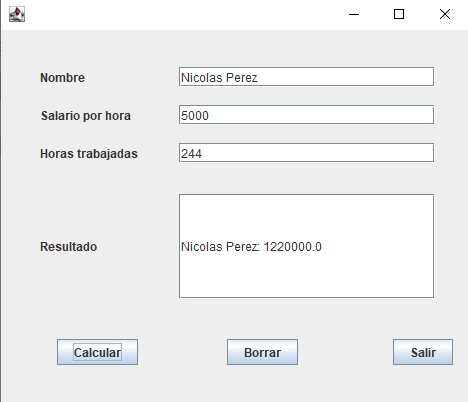 Nombre Nicolas Perez
Salario por hora 5000
Horas trabajadas 244
Resultado Nicolas Perez: 1220000.0
Calcular Borrar Salir